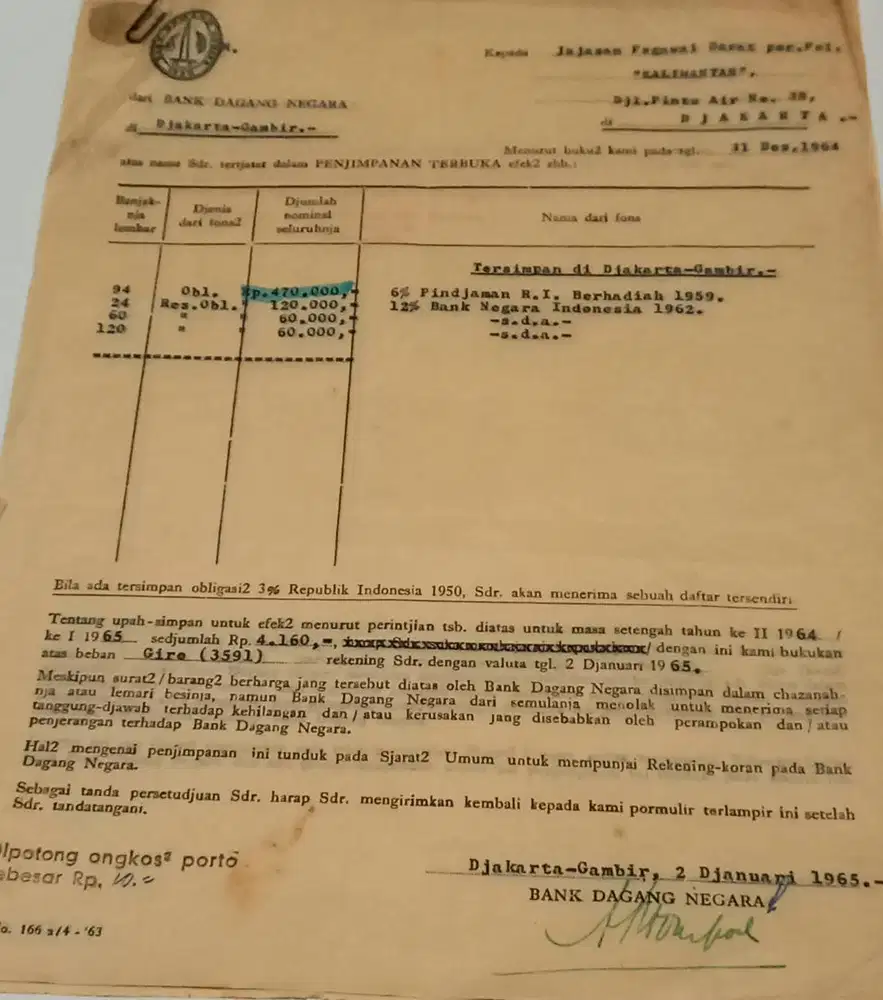 Kepada Jajasan Pegawai Darat per.Pel.
"KALIMANTAN",
Djl.Pintu Air No. 38,
di D J A K A R T A .-
dari BANK DAGANG NEGARA
di Djakarta-Gambir.-
Menurut buku2 kami pada tgl. 31 Des.1964
atas nama Sdr. tertjatat dalam PENJIMPANAN TERBUKA efek2 sbb.:
Banjak-nja lembar Djenis dari fons2 Djumlah nominal seluruhnja Nama dari fons
Tersimpan di Djakarta-Gambir.-
94 Obl. Rp.470.000,- 6% Pindjaman R.I. Berhadiah 1959.
24 Res.Obl. 120.000,- 12% Bank Negara Indonesia 1962.
60 " " 60.000,- -s.d.a.-
120 " " 60.000,- -s.d.a.-
Bila ada tersimpan obligasi2 3% Republik Indonesia 1950, Sdr. akan menerima sebuah daftar tersendiri
Tentang upah-simpan untuk efek2 menurut perintjian tsb. diatas untuk masa setengah tahun ke II 1964 /
ke I 1965 sedjumlah Rp. 4.160,-, / dengan ini kami bukukan
atas beban Giro (3591) rekening Sdr. dengan valuta tgl. 2 Djanuari 1965.
Meskipun surat2/barang2 berharga jang tersebut diatas oleh Bank Dagang Negara disimpan dalam chazanah-
nja atau lemari besinja, namun Bank Dagang Negara dari semulanja menolak untuk menerima setiap
tanggung-djawab terhadap kehilangan dan/atau kerusakan jang disebabkan oleh perampokan dan/atau
penjerangan terhadap Bank Dagang Negara.
Hal2 mengenai penjimpanan ini tunduk pada Sjarat2 Umum untuk mempunjai Rekening-koran pada Bank
Dagang Negara.
Sebagai tanda persetudjuan Sdr. harap Sdr. mengirimkan kembali kepada kami pormulir terlampir ini setelah
Sdr. tandatangani.
Dipotong ongkos² porto
sebesar Rp. 10.-
Djakarta-Gambir, 2 Djanuari 1965.-
BANK DAGANG NEGARA
No. 166 a/4 - '63